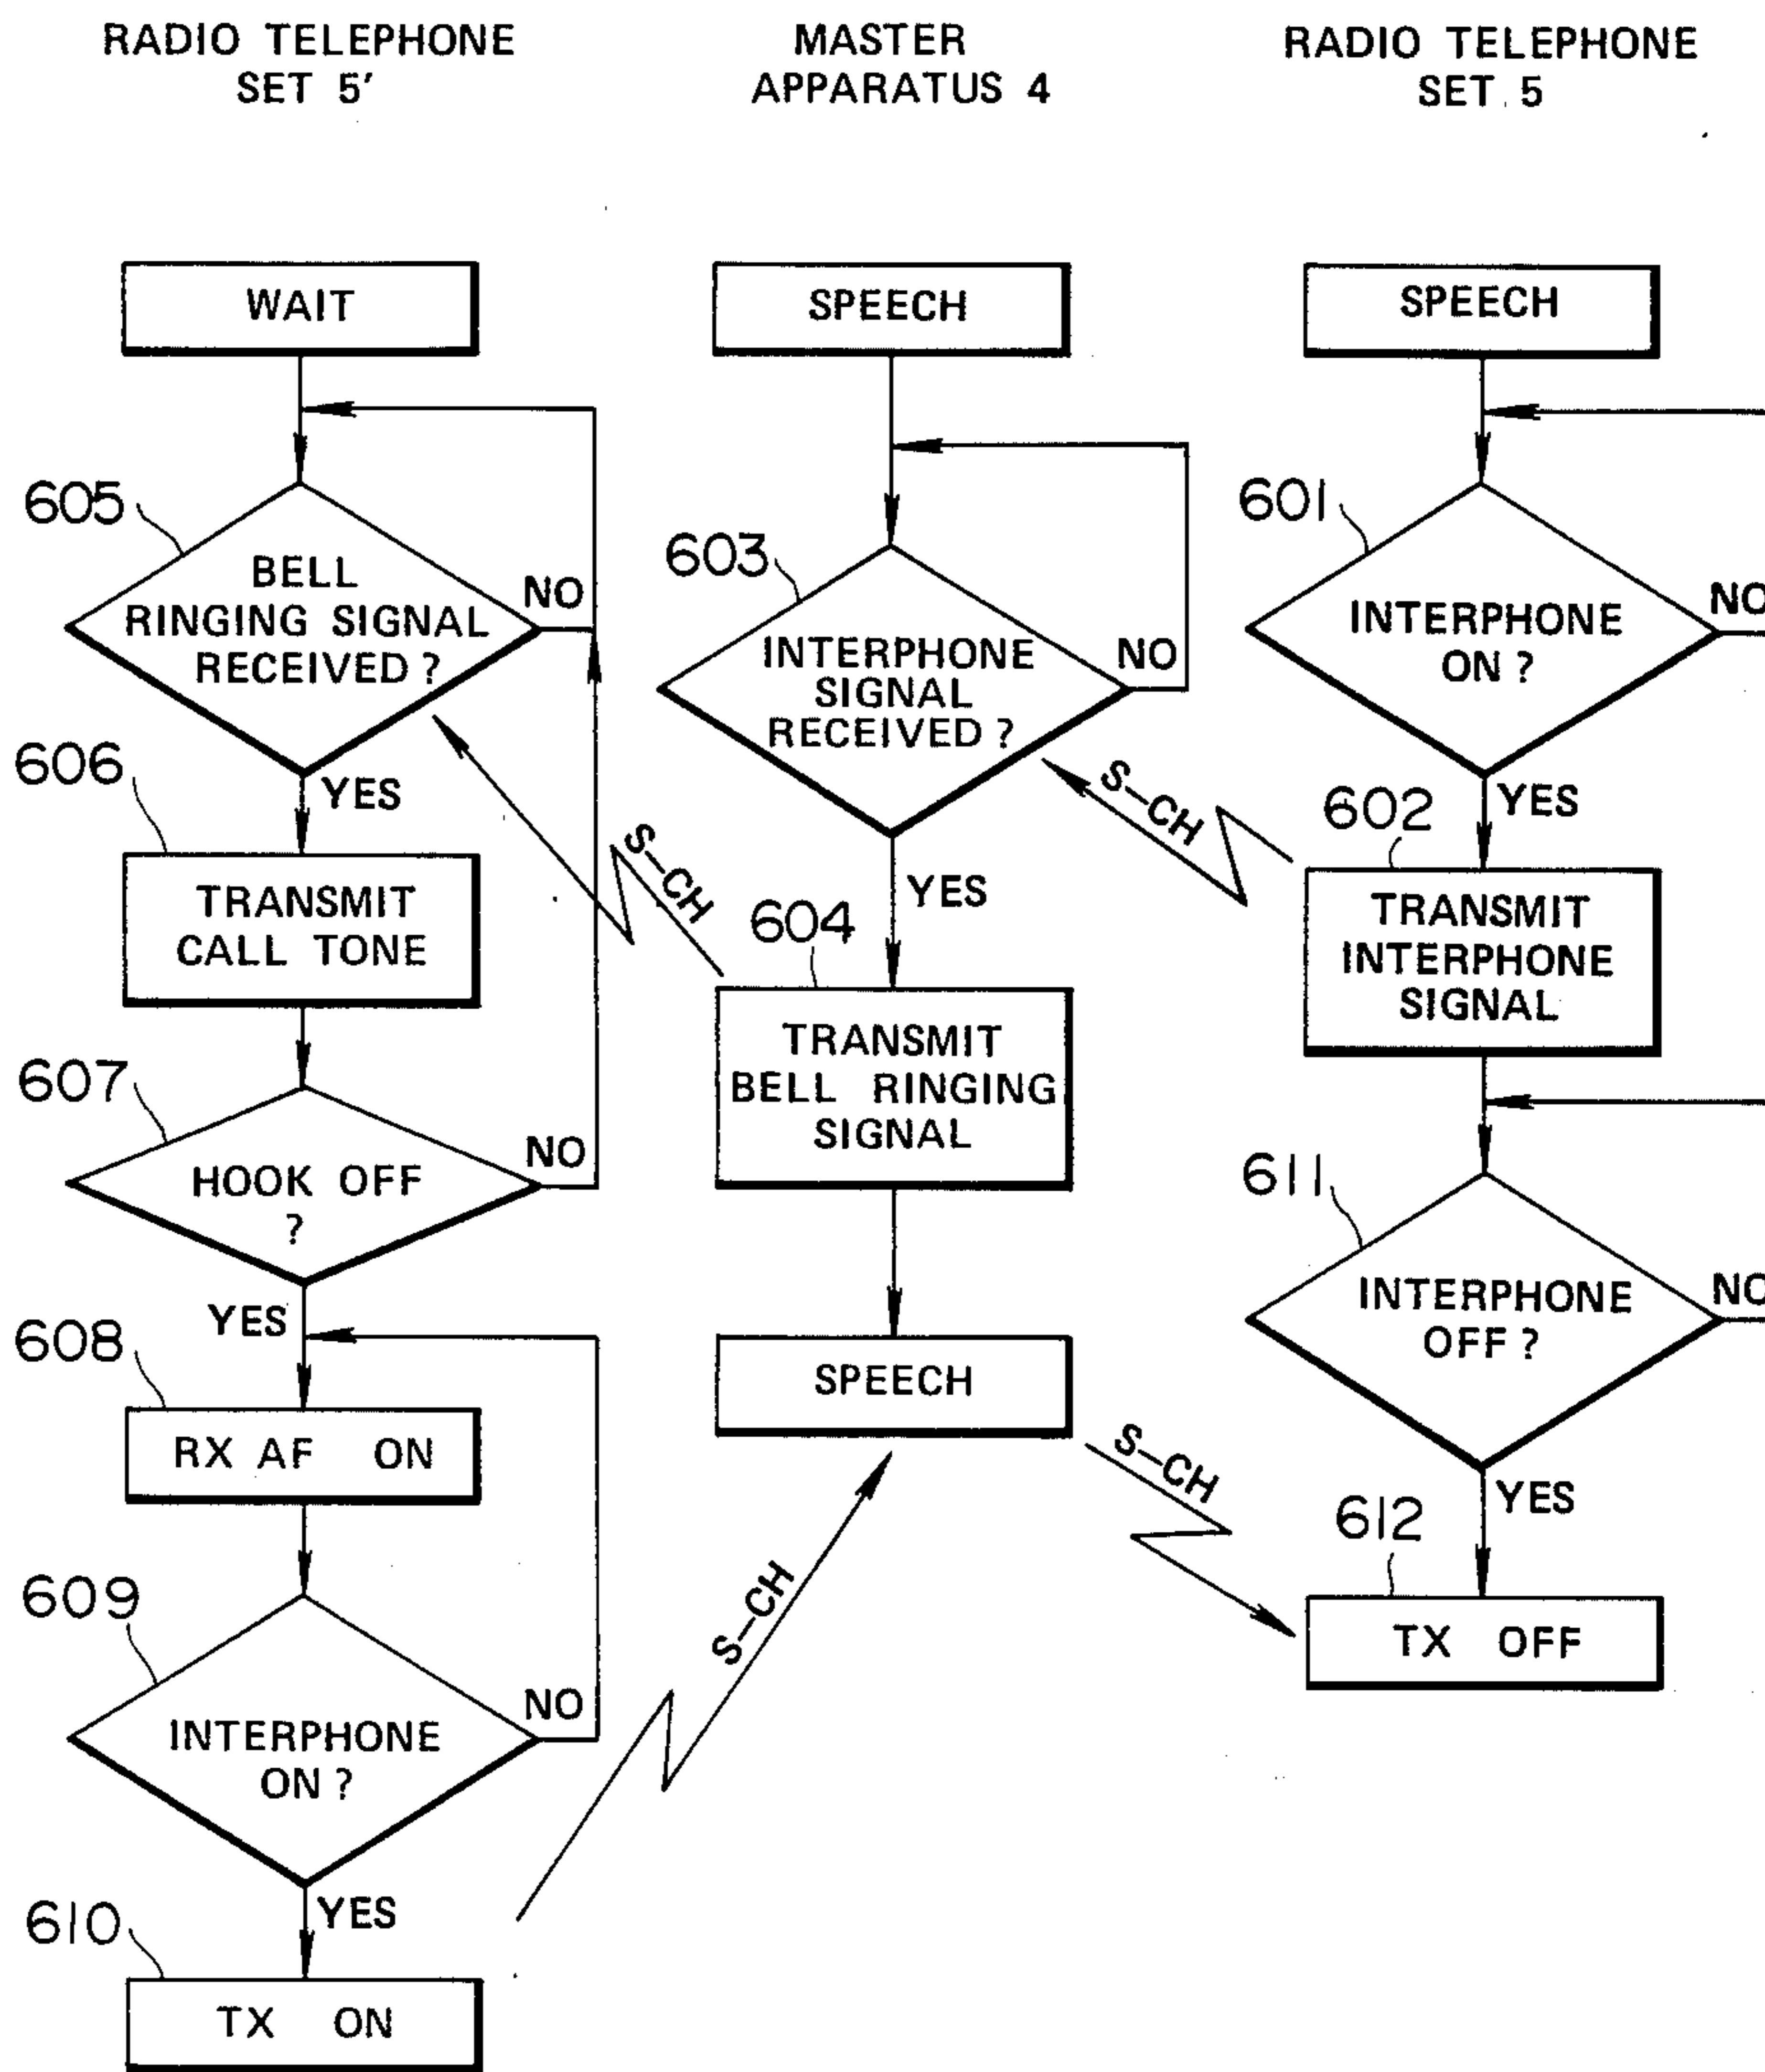 RADIO TELEPHONE
SET 5'
WAIT
605
BELL
RINGING SIGNAL
RECEIVED ?
NO
YES
606
TRANSMIT
CALL TONE
607
HOOK OFF
?
NO
YES
608
RX AF ON
609
INTERPHONE
ON ?
NO
YES
610
TX ON
MASTER
APPARATUS 4
SPEECH
603
INTERPHONE
SIGNAL
RECEIVED ?
NO
YES
S-CH
604
TRANSMIT
BELL RINGING
SIGNAL
SPEECH
S-CH
RADIO TELEPHONE
SET 5
SPEECH
601
INTERPHONE
ON ?
NO
YES
S-CH
602
TRANSMIT
INTERPHONE
SIGNAL
611
INTERPHONE
OFF ?
NO
YES
S-CH
612
TX OFF